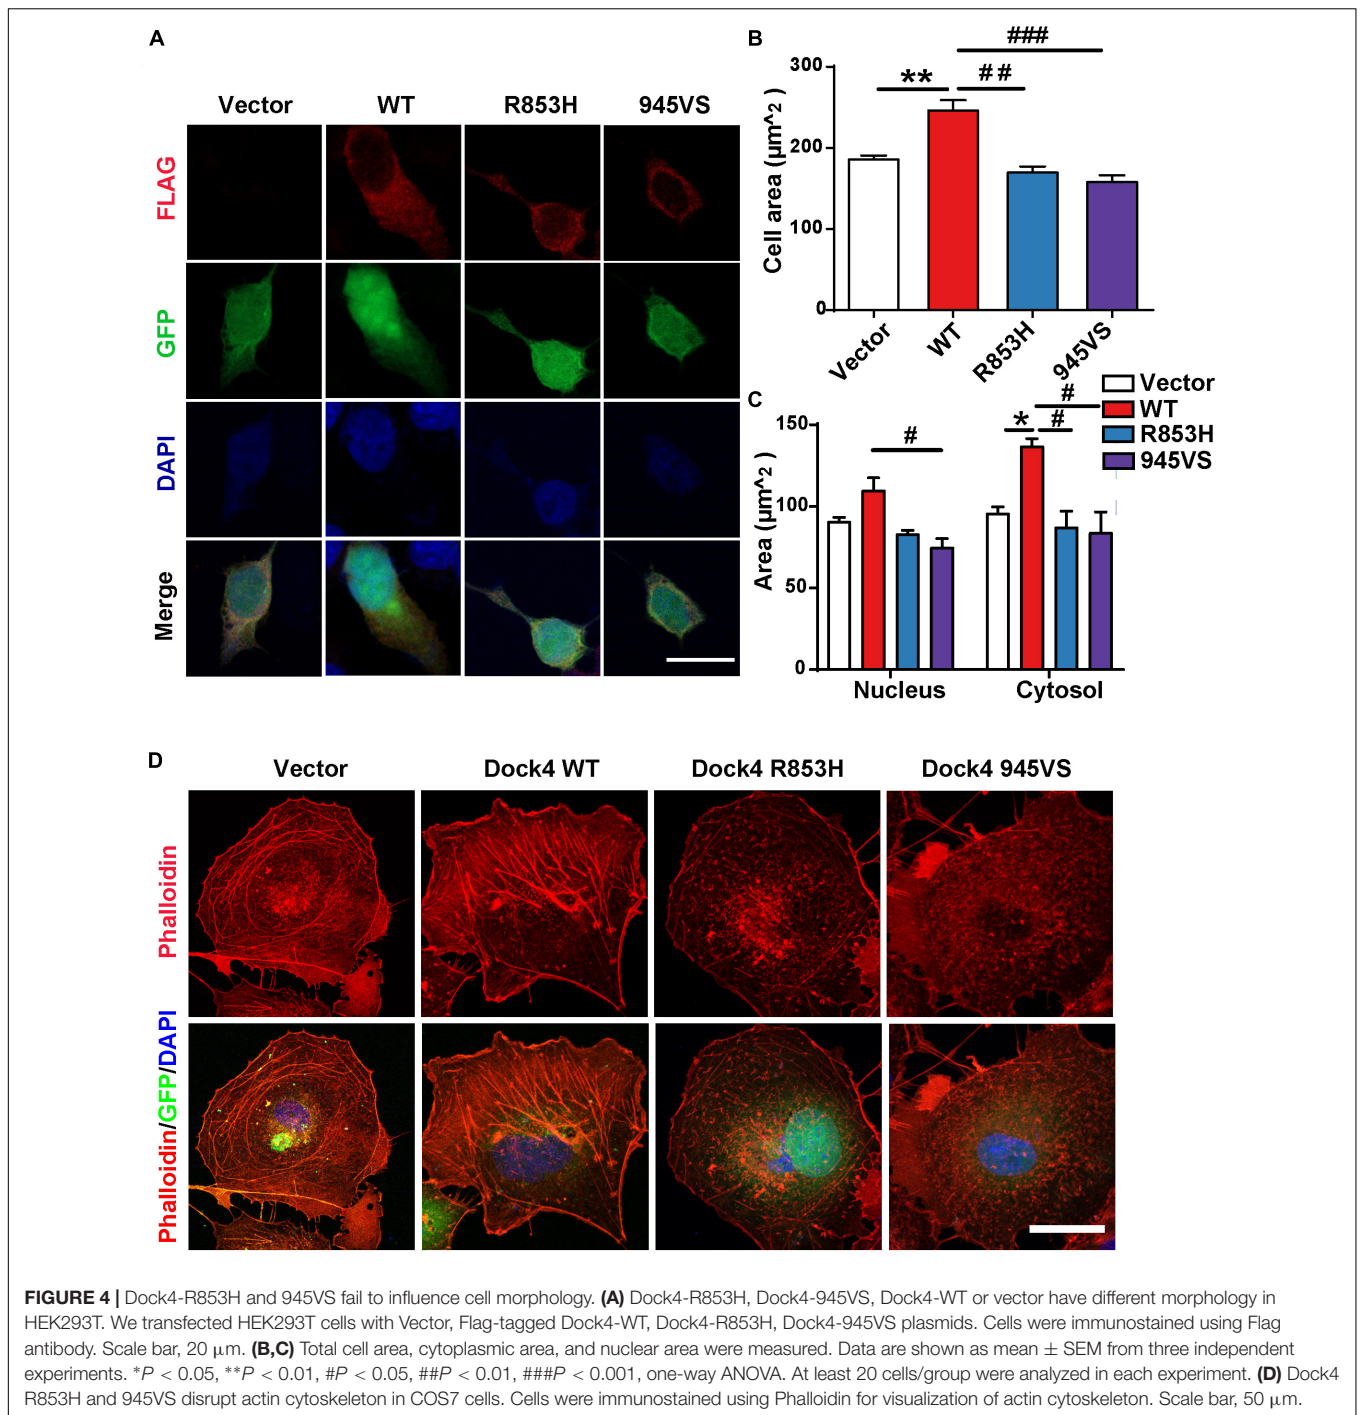 A
Vector WT R853H 945VS
FLAG
GFP
DAPI
Merge
B
### 
** ##
Cell area (µm^2)
300
200
100
0
Vector WT R853H 945VS
C
Vector
WT
R853H
945VS
#
* #
#
Area (µm^2)
150
100
50
0
Nucleus Cytosol
D
Vector Dock4 WT Dock4 R853H Dock4 945VS
Phalloidin
Phalloidin/GFP/DAPI
FIGURE 4 | Dock4-R853H and 945VS fail to influence cell morphology. (A) Dock4-R853H, Dock4-945VS, Dock4-WT or vector have different morphology in
HEK293T. We transfected HEK293T cells with Vector, Flag-tagged Dock4-WT, Dock4-R853H, Dock4-945VS plasmids. Cells were immunostained using Flag
antibody. Scale bar, 20 µm. (B,C) Total cell area, cytoplasmic area, and nuclear area were measured. Data are shown as mean ± SEM from three independent
experiments. *P < 0.05, **P < 0.01, #P < 0.05, ##P < 0.01, ###P < 0.001, one-way ANOVA. At least 20 cells/group were analyzed in each experiment. (D) Dock4
R853H and 945VS disrupt actin cytoskeleton in COS7 cells. Cells were immunostained using Phalloidin for visualization of actin cytoskeleton. Scale bar, 50 µm.